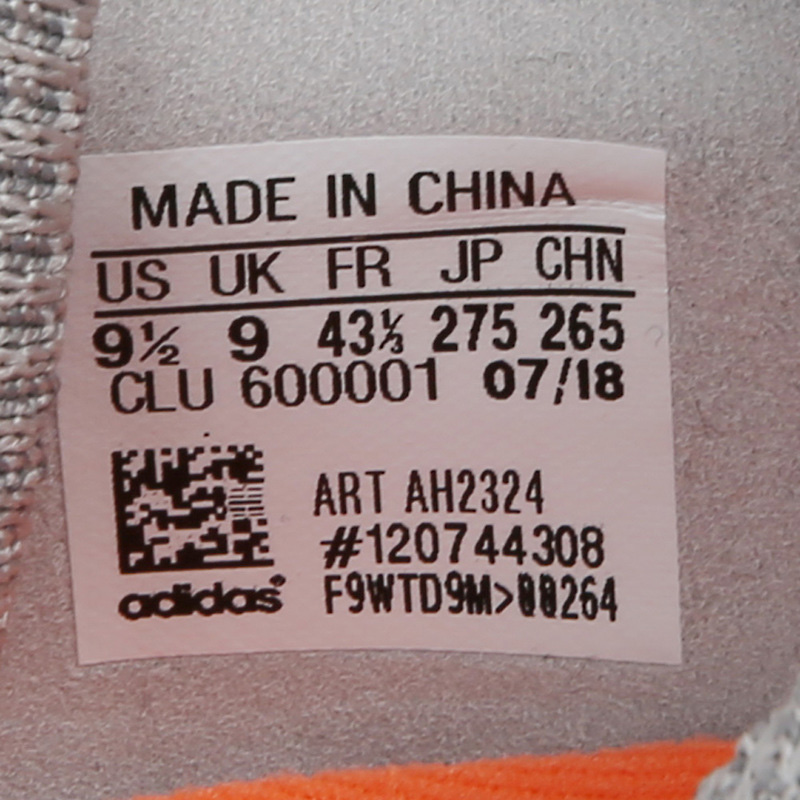 MADE IN CHINA
US UK FR JP CHN
9½ 9 43⅓ 275 265
CLU 600001 07/18
ART AH2324
#120744308
F9WTD9M>00264
adidas